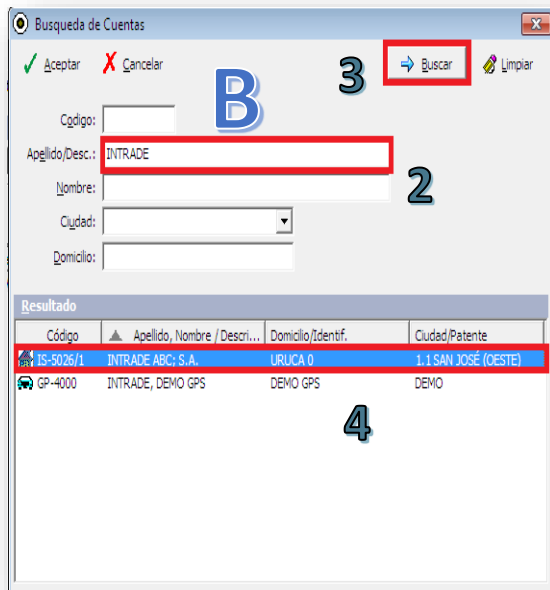 Busqueda de Cuentas
Aceptar Cancelar 3 Buscar Limpiar
B
Codigo:
Apellido/Desc.: INTRADE
Nombre: 2
Ciudad:
Domicilio:
Resultado
Código Apellido, Nombre / Descri... Domicilio/Identif. Ciudad/Patente
IS-5026/1 INTRADE ABC; S.A. URUCA 0 1.1 SAN JOSÉ (OESTE)
GP-4000 INTRADE, DEMO GPS DEMO GPS DEMO
4